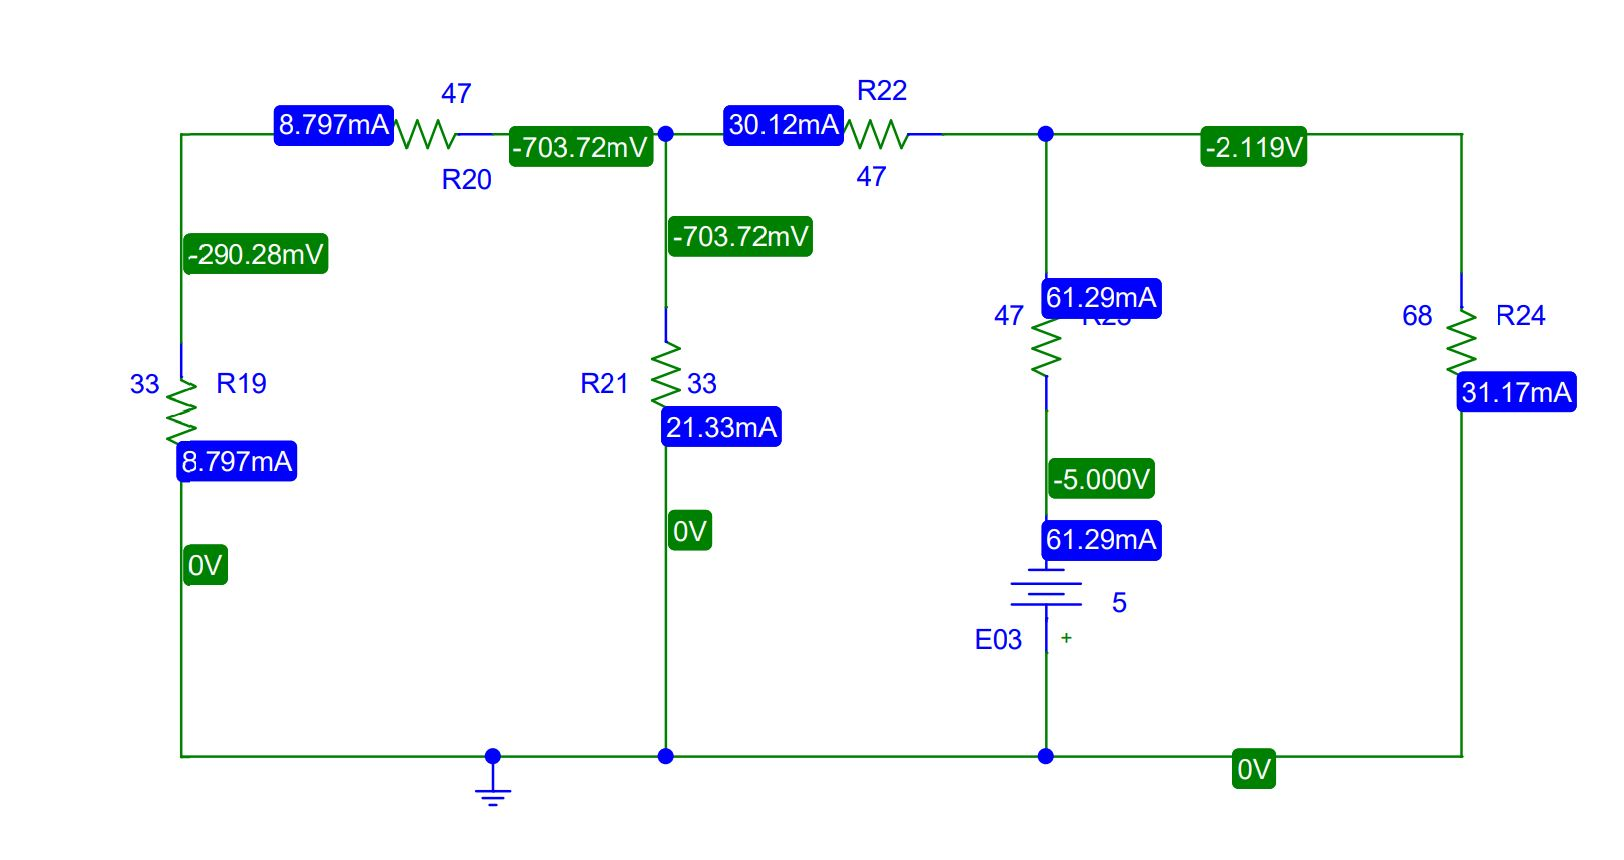 R22
47
8.797mA
30.12mA
-703.72mV
-2.119V
R20
47
-703.72mV
-290.28mV
61.29mA
47
R23
68
R24
33
R19
R21
33
31.17mA
21.33mA
8.797mA
-5.000V
0V
61.29mA
0V
5
E03
+
0V